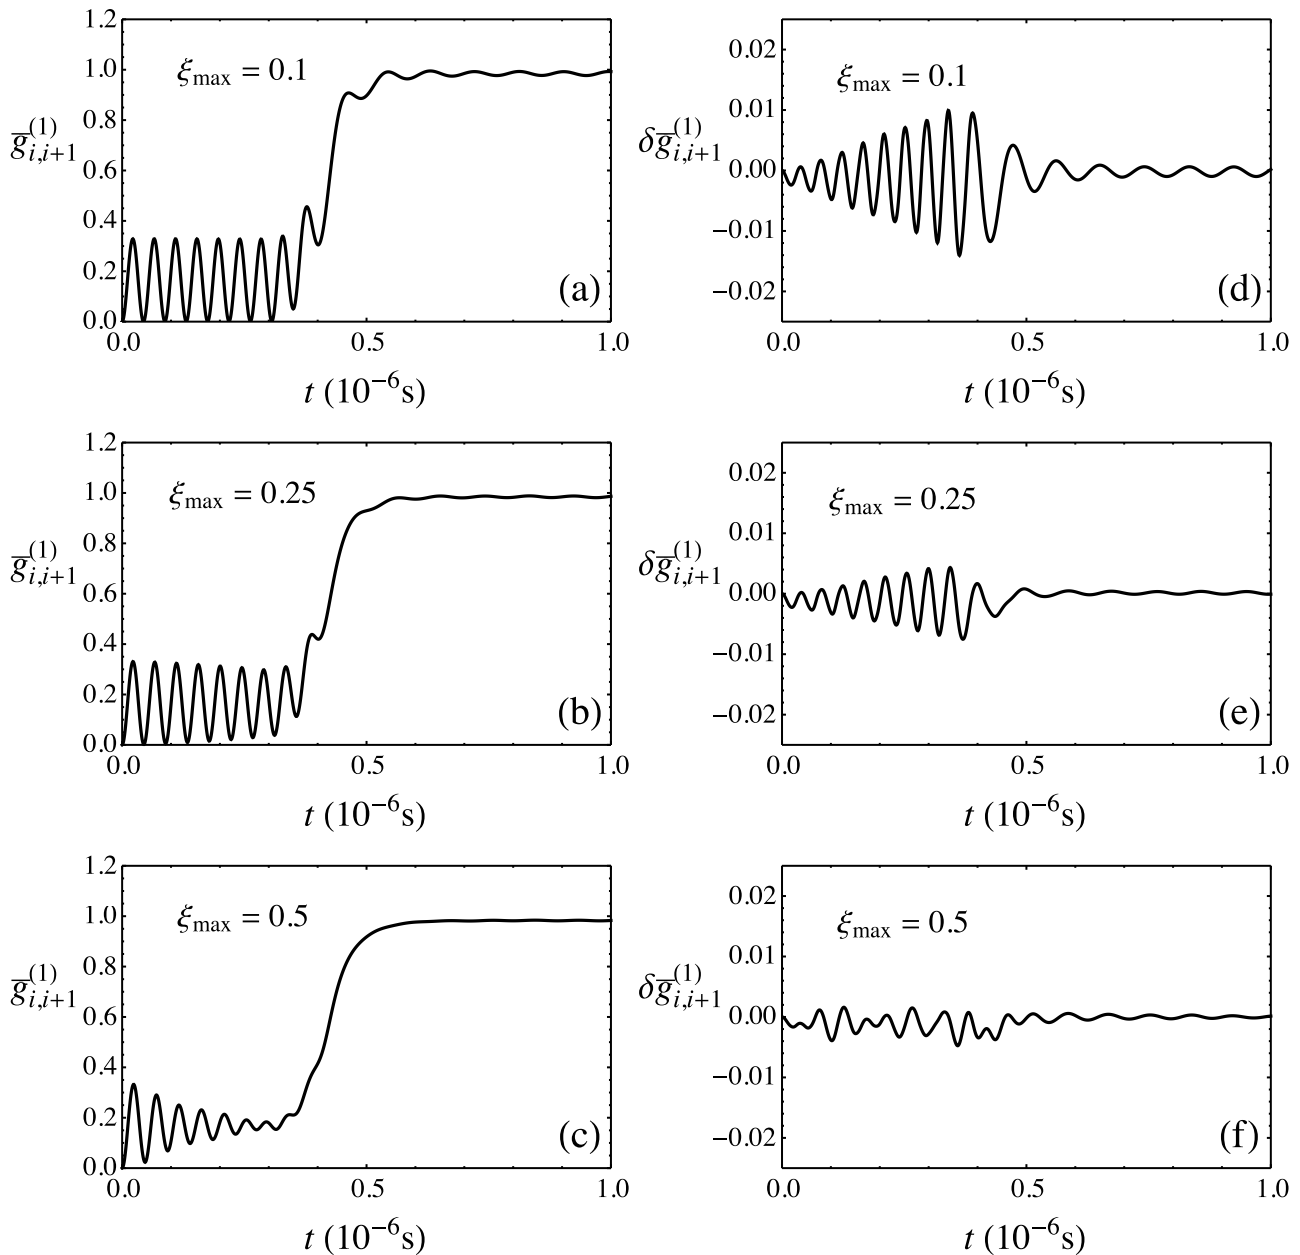 1.2
1.0
0.8
0.6
0.4
0.2
0.0
ξmax = 0.1
g̅(1)i,i+1
(a)
0.0 0.5 1.0
t (10−6s)
0.02
0.01
0.00
−0.01
−0.02
ξmax = 0.1
δg̅(1)i,i+1
(d)
0.0 0.5 1.0
t (10−6s)
1.2
1.0
0.8
0.6
0.4
0.2
0.0
ξmax = 0.25
g̅(1)i,i+1
(b)
0.0 0.5 1.0
t (10−6s)
0.02
0.01
0.00
−0.01
−0.02
ξmax = 0.25
δg̅(1)i,i+1
(e)
0.0 0.5 1.0
t (10−6s)
1.2
1.0
0.8
0.6
0.4
0.2
0.0
ξmax = 0.5
g̅(1)i,i+1
(c)
0.0 0.5 1.0
t (10−6s)
0.02
0.01
0.00
−0.01
−0.02
ξmax = 0.5
δg̅(1)i,i+1
(f)
0.0 0.5 1.0
t (10−6s)